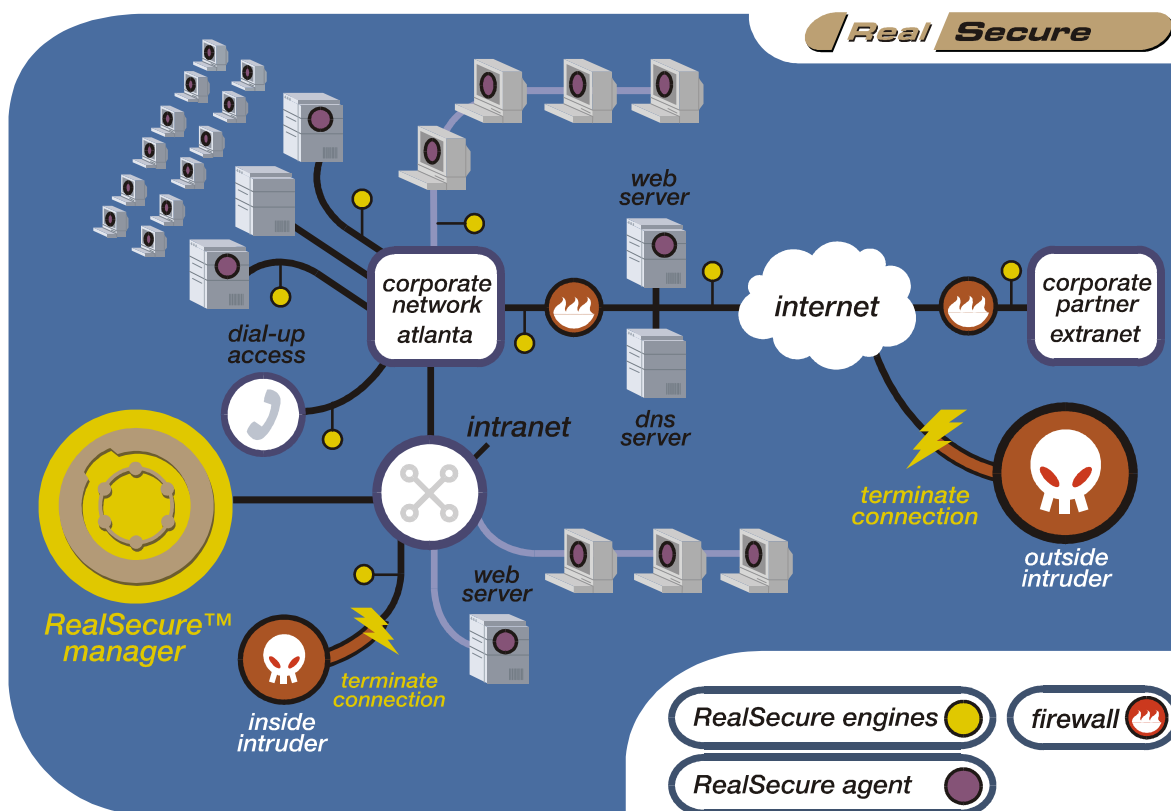 Real Secure
web
server
corporate
network
atlanta
internet
corporate
partner
extranet
dial-up
access
dns
server
intranet
terminate
connection
outside
intruder
RealSecure™
manager
web
server
terminate
connection
inside
intruder
RealSecure engines
firewall
RealSecure agent